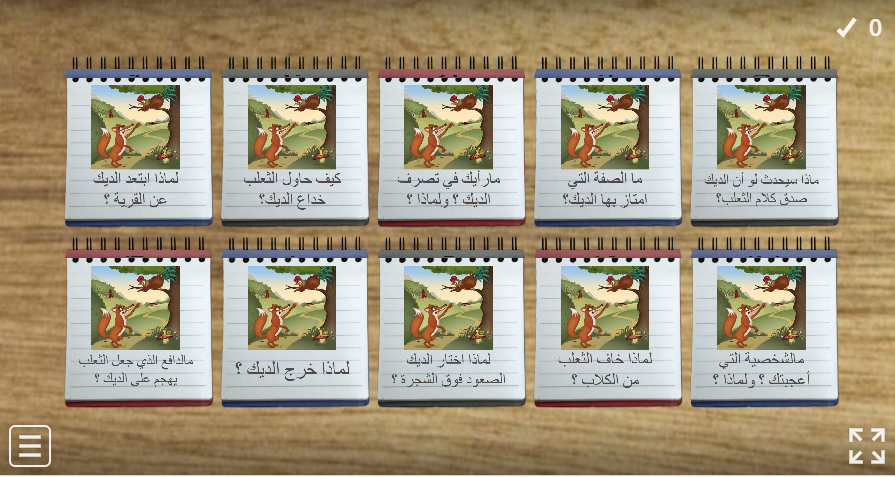 0
لماذا ابتعد الديك
عن القرية ؟
كيف حاول الثعلب
خداع الديك؟
مارأيك في تصرف
الديك ؟ ولماذا ؟
ما الصفة التي
امتاز بها الديك؟
ماذا سيحدث لو أن الديك
صدق كلام الثعلب؟
مالدافع الذي جعل الثعلب
يهجم على الديك ؟
لماذا خرج الديك ؟
لماذا اختار الديك
الصعود فوق الشجرة ؟
لماذا خاف الثعلب
من الكلاب ؟
مالشخصية التي
أعجبتك ؟ ولماذا ؟